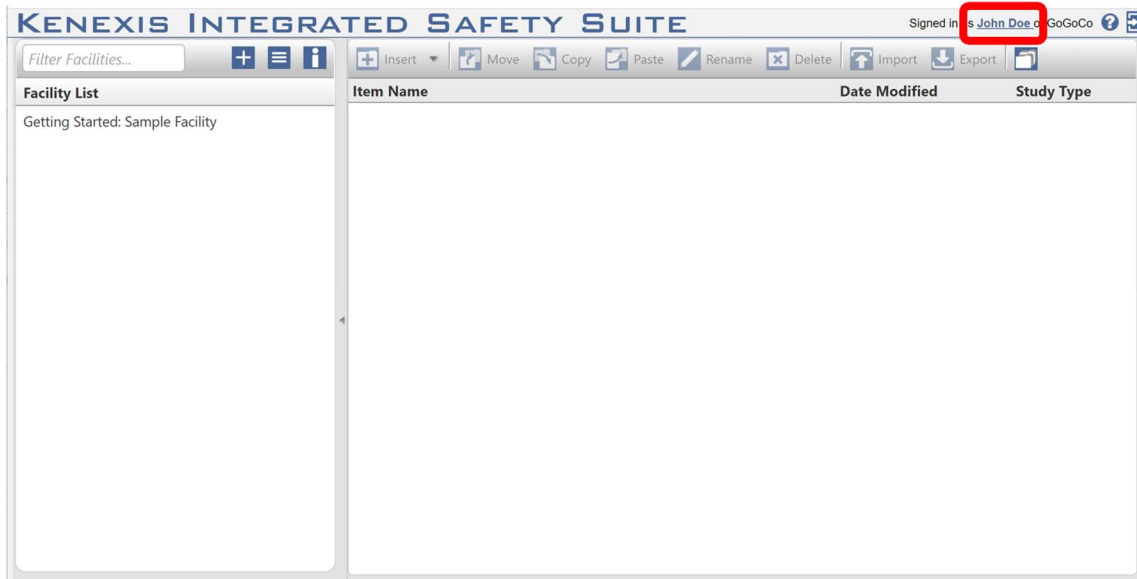 KENEXIS INTEGRATED SAFETY SUITE
Signed in s John Doe o GoGoCo
Filter Facilities...
Insert Move Copy Paste Rename Delete Import Export
Facility List
Item Name Date Modified Study Type
Getting Started: Sample Facility